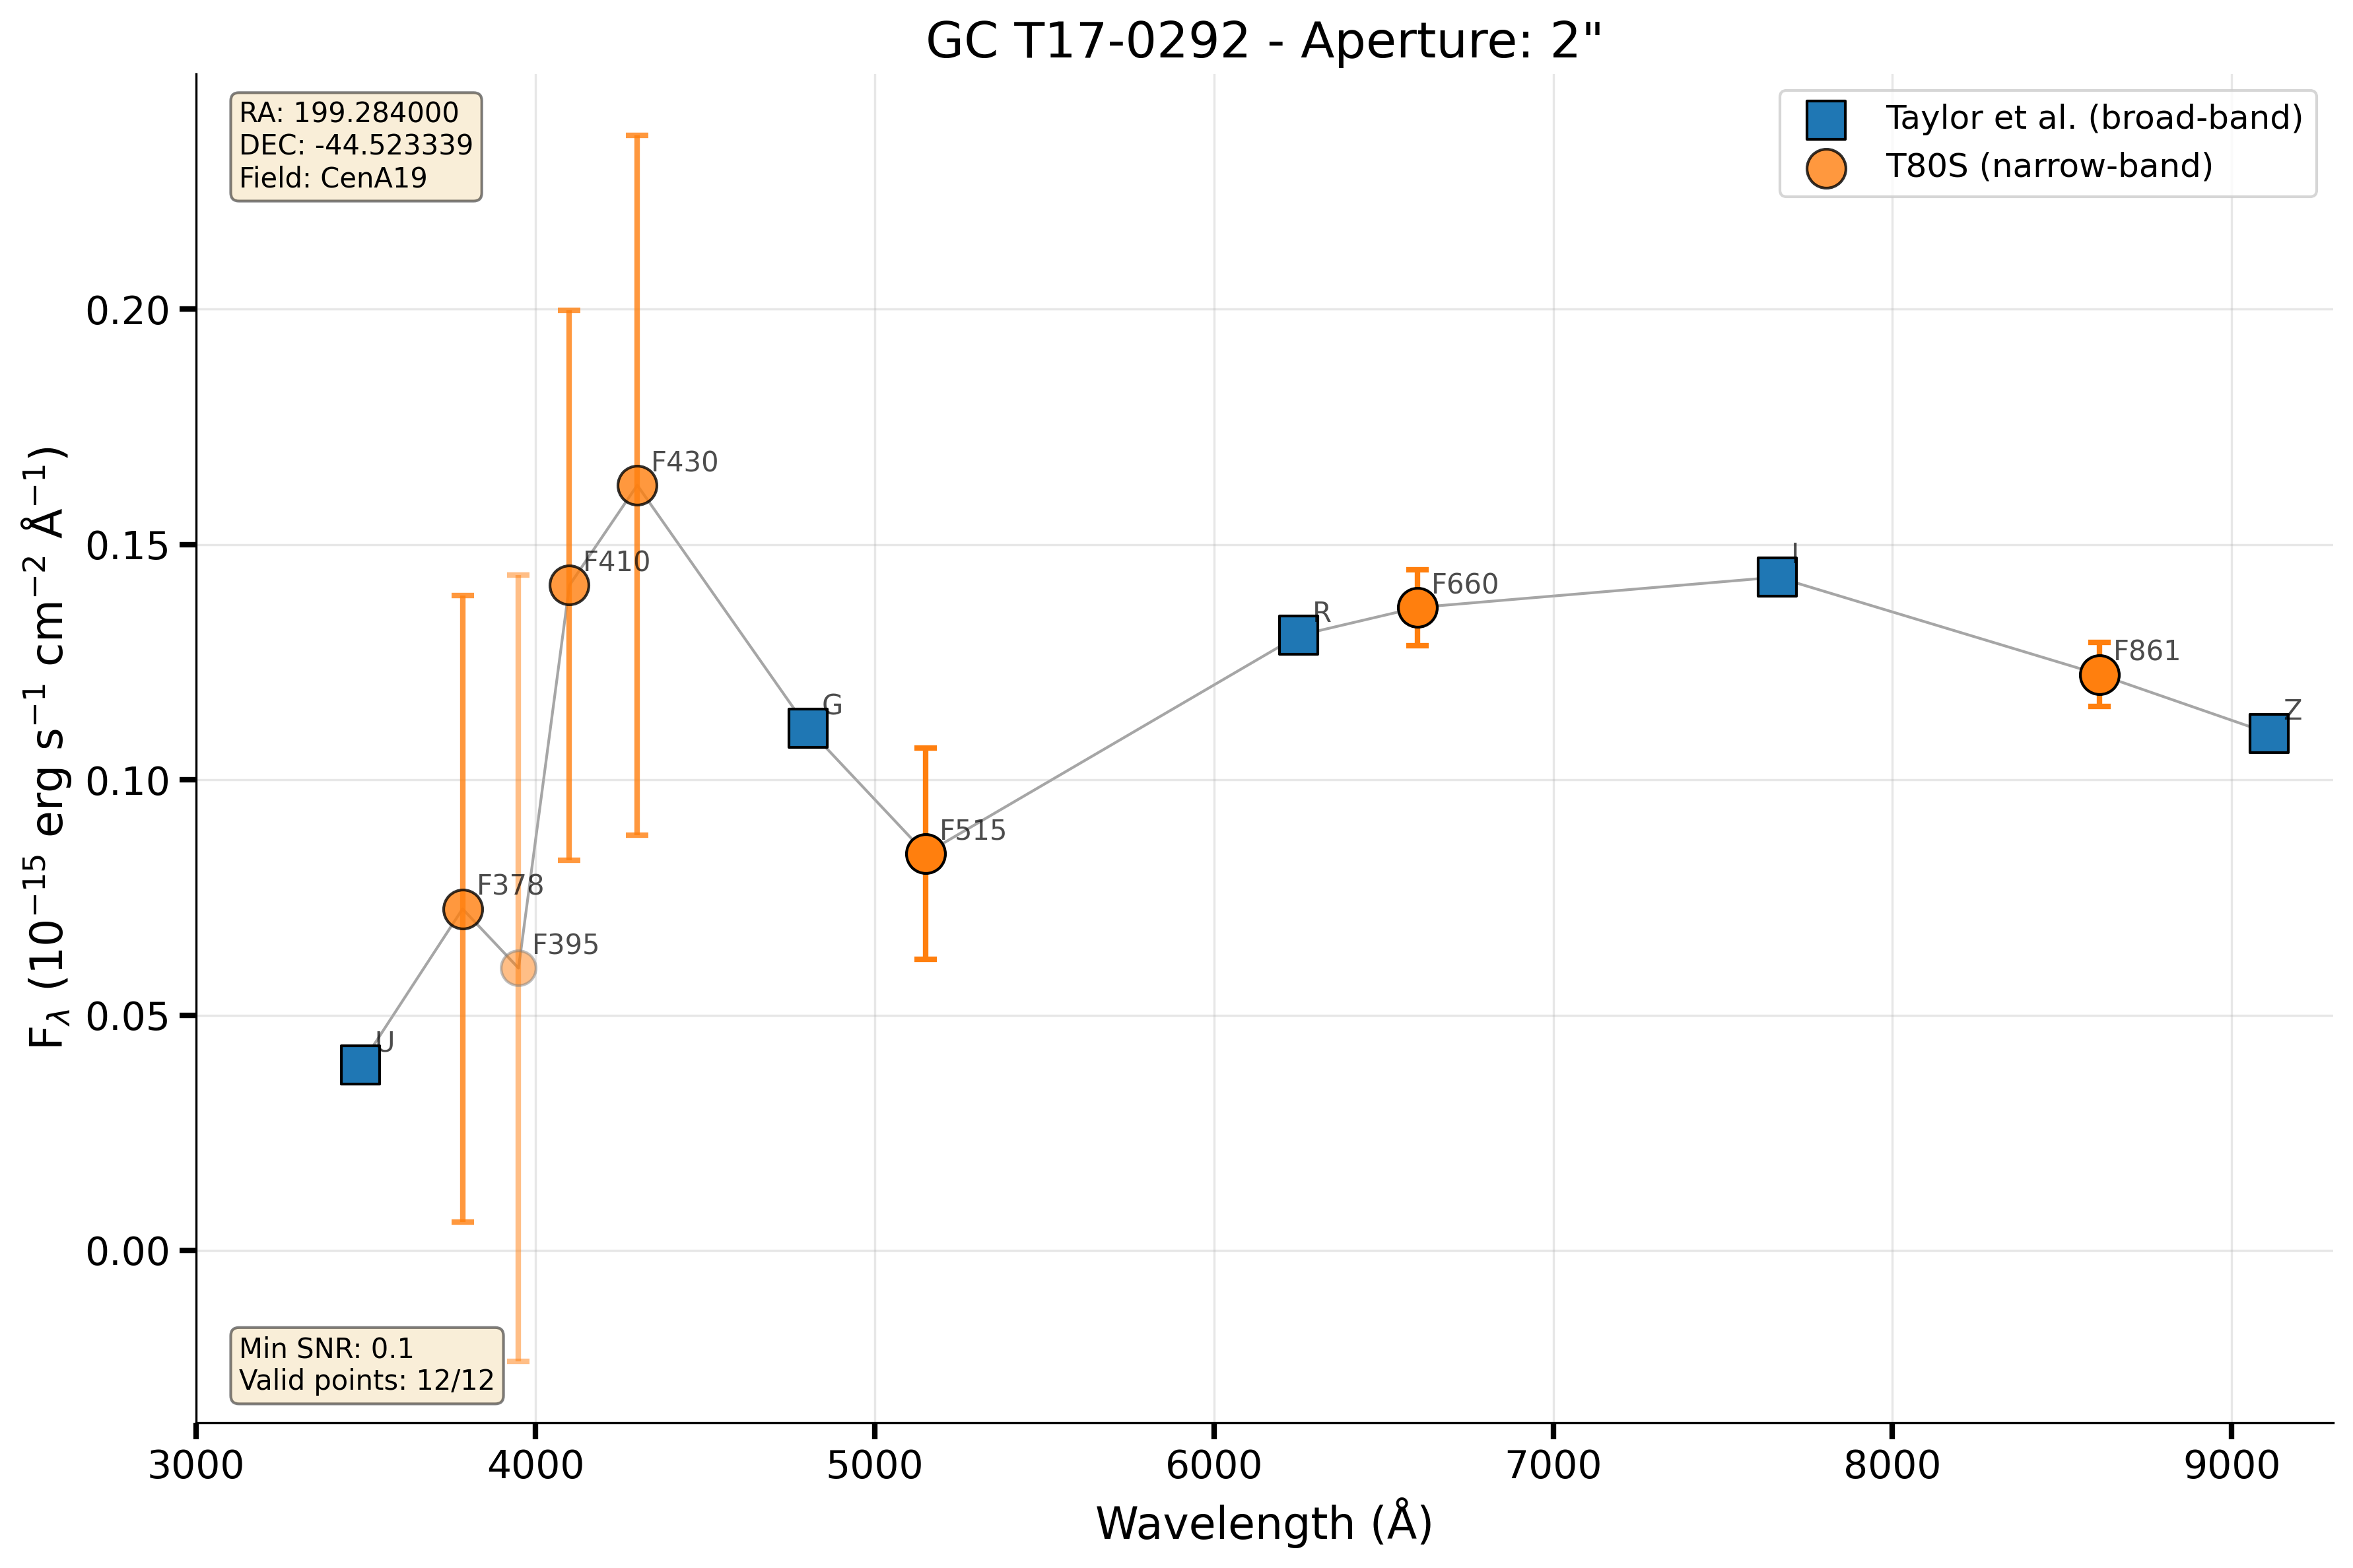 GC T17-0292 - Aperture: 2"
RA: 199.284000
DEC: -44.523339
Field: CenA19
Taylor et al. (broad-band)
T80S (narrow-band)
F430
F410
F378
F395
U
G
F515
R
F660
I
F861
Z
0.20
0.15
0.10
0.05
0.00
Fλ (10⁻¹⁵ erg s⁻¹ cm⁻² Å⁻¹)
Min SNR: 0.1
Valid points: 12/12
3000 4000 5000 6000 7000 8000 9000
Wavelength (Å)